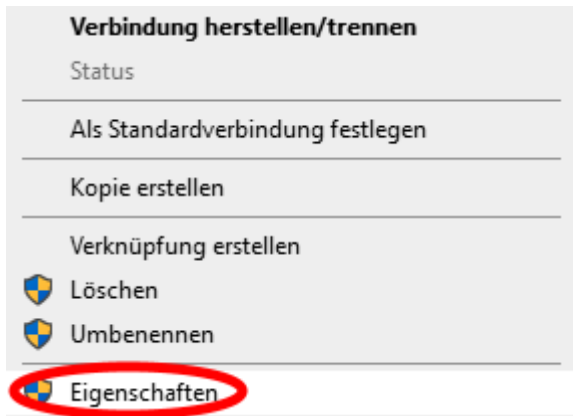 Verbindung herstellen/trennen
Status
Als Standardverbindung festlegen
Kopie erstellen
Verknüpfung erstellen
Löschen
Umbenennen
Eigenschaften